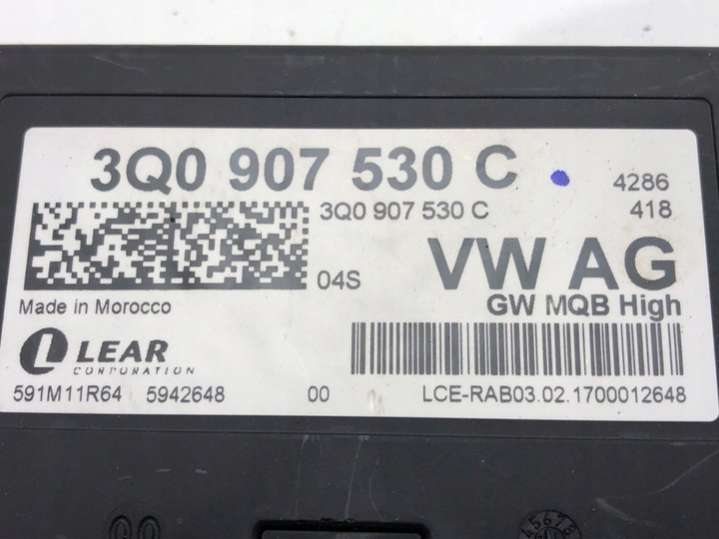 3Q0 907 530 C
4286
3Q0 907 530 C
418
04S
VW AG
GW MQB High
Made in Morocco
LEAR
CORPORATION
591M11R64 5942648 00 LCE-RAB03.02.1700012648